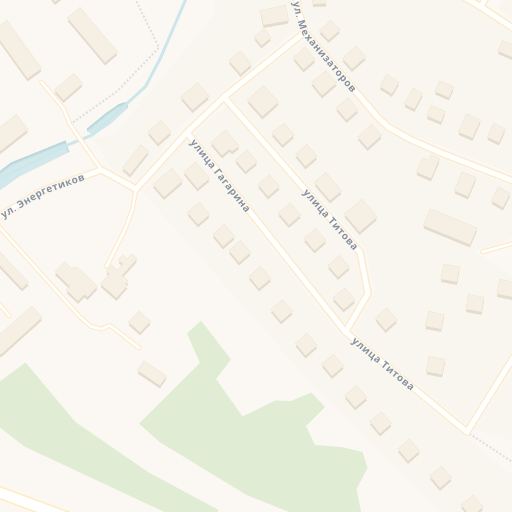 ул. Механизаторов
улица Гагарина
ул. Энергетиков
улица Титова
улица Титова